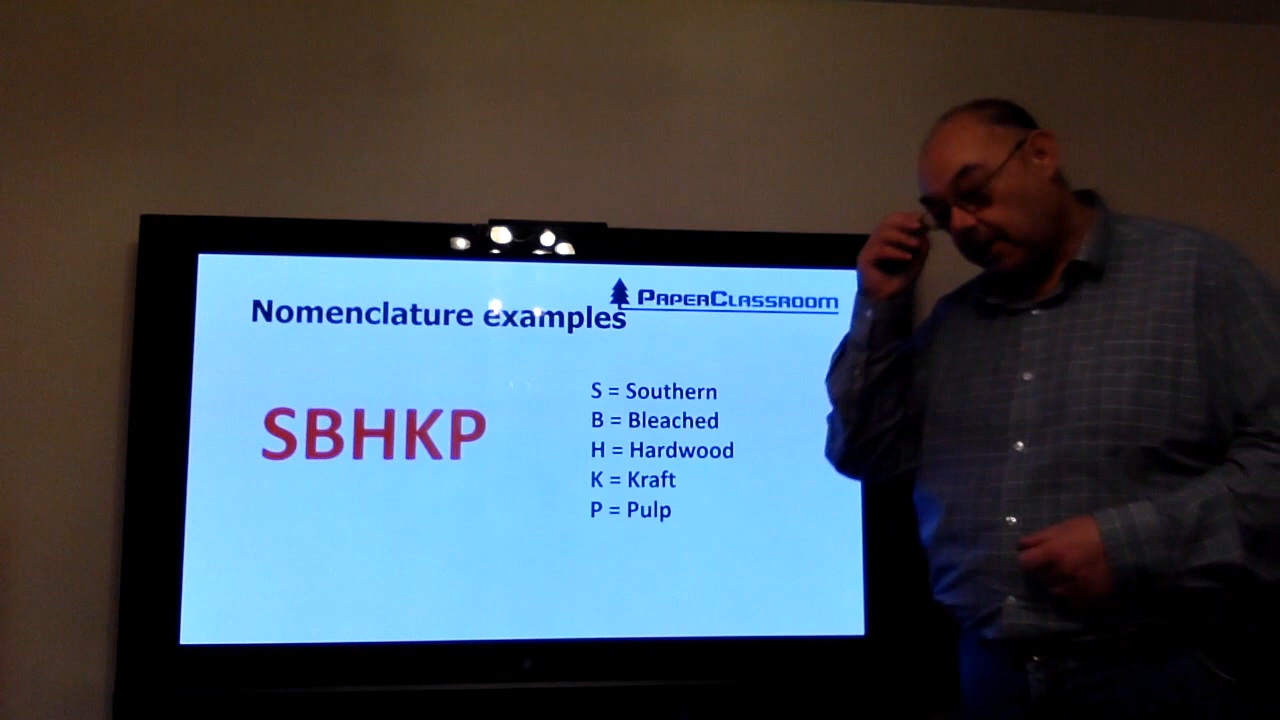 PAPERCLASSROOM
Nomenclature examples
SBHKP
S = Southern
B = Bleached
H = Hardwood
K = Kraft
P = Pulp